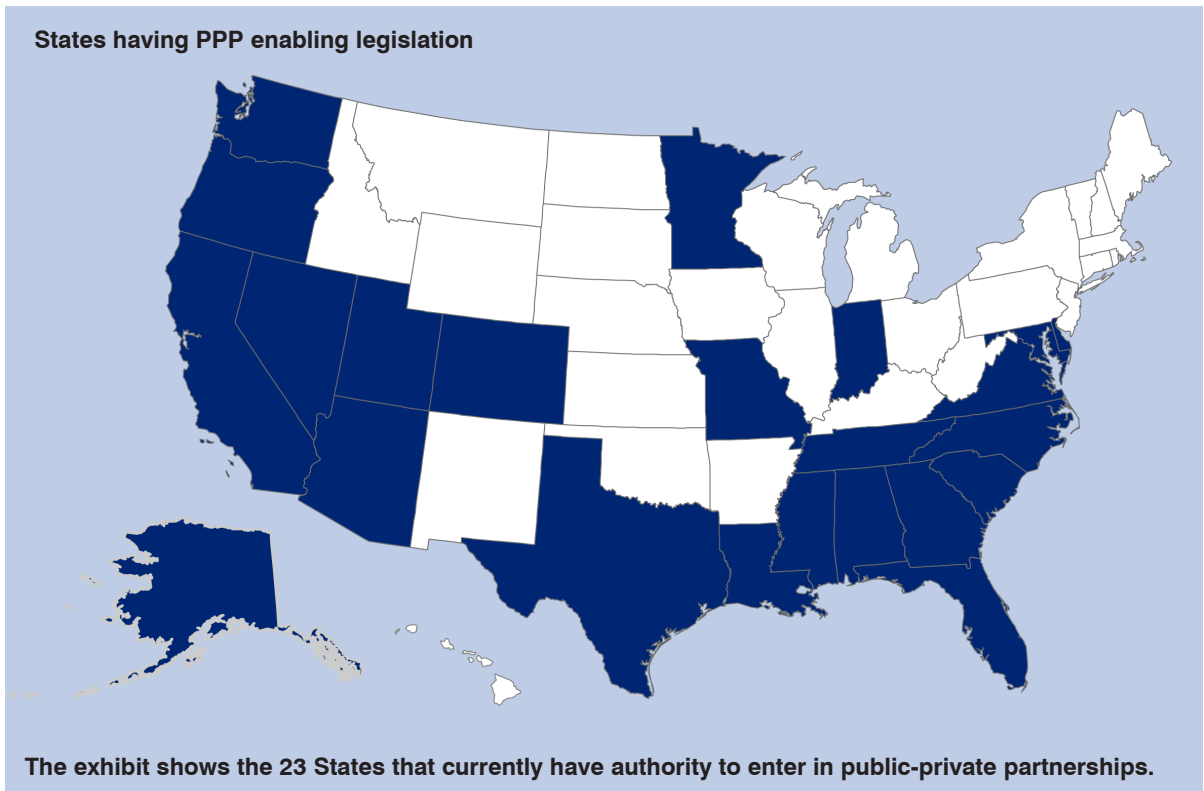 States having PPP enabling legislation
The exhibit shows the 23 States that currently have authority to enter in public-private partnerships.